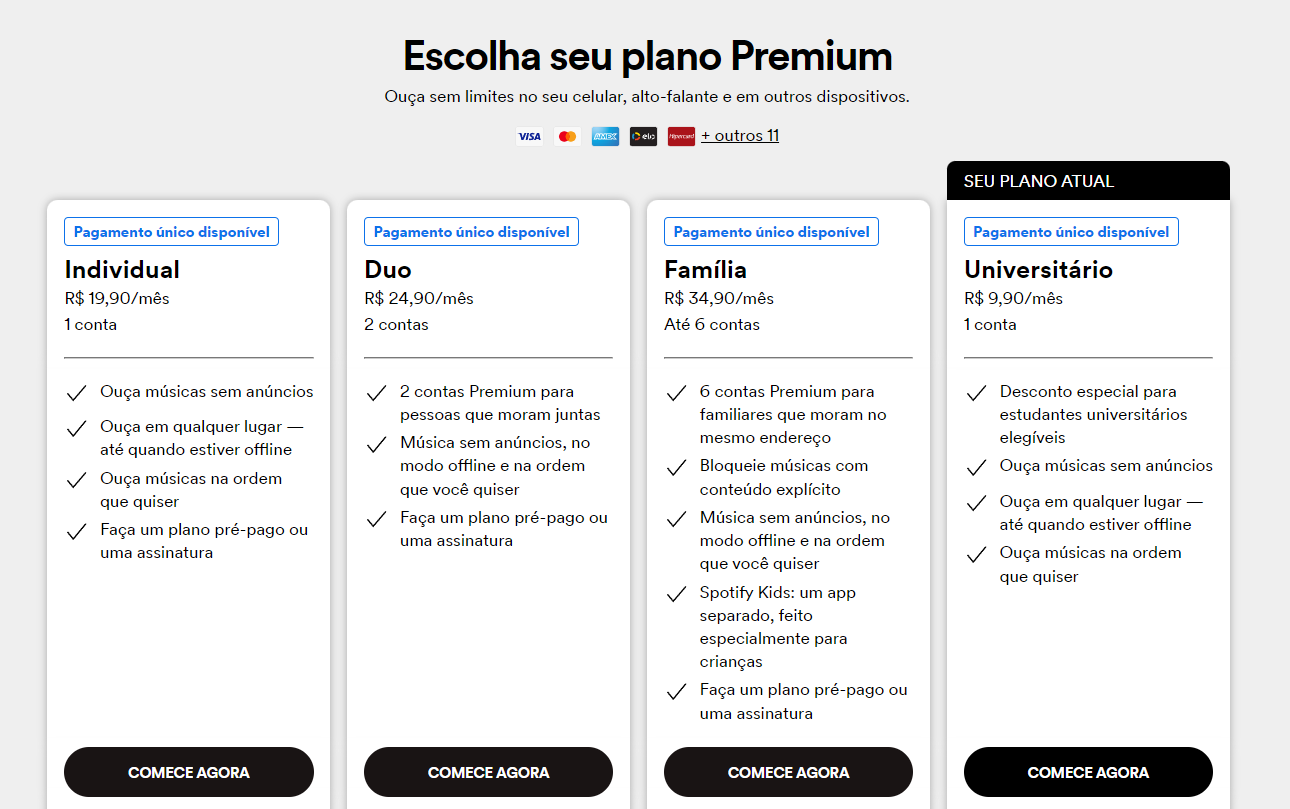 Escolha seu plano Premium
Ouça sem limites no seu celular, alto-falante e em outros dispositivos.
VISA AMEX elo Hipercard + outros 11
SEU PLANO ATUAL
Pagamento único disponível
Individual
R$ 19,90/mês
1 conta
Ouça músicas sem anúncios
Ouça em qualquer lugar —
até quando estiver offline
Ouça músicas na ordem
que quiser
Faça um plano pré-pago ou
uma assinatura
COMECE AGORA
Pagamento único disponível
Duo
R$ 24,90/mês
2 contas
2 contas Premium para
pessoas que moram juntas
Música sem anúncios, no
modo offline e na ordem
que você quiser
Faça um plano pré-pago ou
uma assinatura
COMECE AGORA
Pagamento único disponível
Família
R$ 34,90/mês
Até 6 contas
6 contas Premium para
familiares que moram no
mesmo endereço
Bloqueie músicas com
conteúdo explícito
Música sem anúncios, no
modo offline e na ordem
que você quiser
Spotify Kids: um app
separado, feito
especialmente para
crianças
Faça um plano pré-pago ou
uma assinatura
COMECE AGORA
Pagamento único disponível
Universitário
R$ 9,90/mês
1 conta
Desconto especial para
estudantes universitários
elegíveis
Ouça músicas sem anúncios
Ouça em qualquer lugar —
até quando estiver offline
Ouça músicas na ordem
que quiser
COMECE AGORA